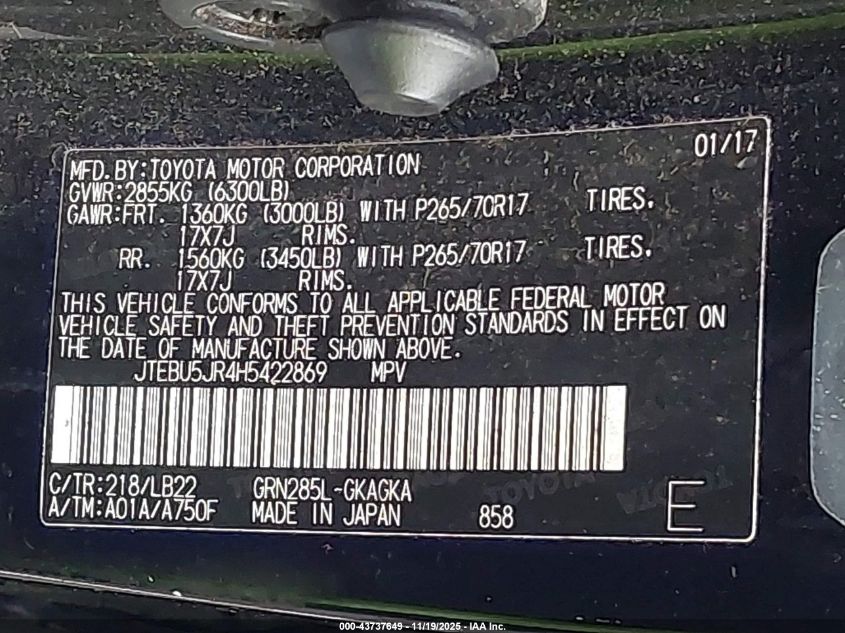 01/17
MFD. BY: TOYOTA MOTOR CORPORATION
GVWR: 2855KG (6300LB)
GAWR: FRT. 1360KG (3000LB) WITH P265/70R17 TIRES.
17X7J RIMS.
RR. 1560KG (3450LB) WITH P265/70R17 TIRES.
17X7J RIMS.
THIS VEHICLE CONFORMS TO ALL APPLICABLE FEDERAL MOTOR
VEHICLE SAFETY AND THEFT PREVENTION STANDARDS IN EFFECT ON
THE DATE OF MANUFACTURE SHOWN ABOVE.
JTEBU5JR4H5422869 MPV
C/TR: 218/LB22 GRN285L-GKAGKA
A/TM: A01A/A750F MADE IN JAPAN 858 E
TOYOTA TOYOTA
000-43737649 - 11/19/2025 - IAA Inc.